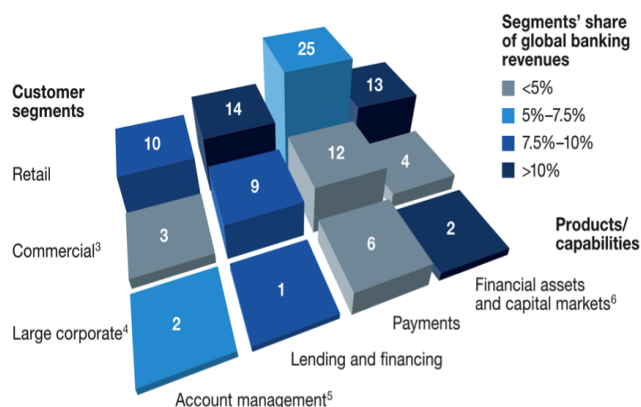 Segments' share
of global banking
revenues
<5%
5%–7.5%
7.5%–10%
>10%
Customer
segments
Retail
Commercial³
Large corporate⁴
25
14
13
10
12
9
4
3
6
2
1
2
Products/
capabilities
Financial assets
and capital markets⁶
Payments
Lending and financing
Account management⁵